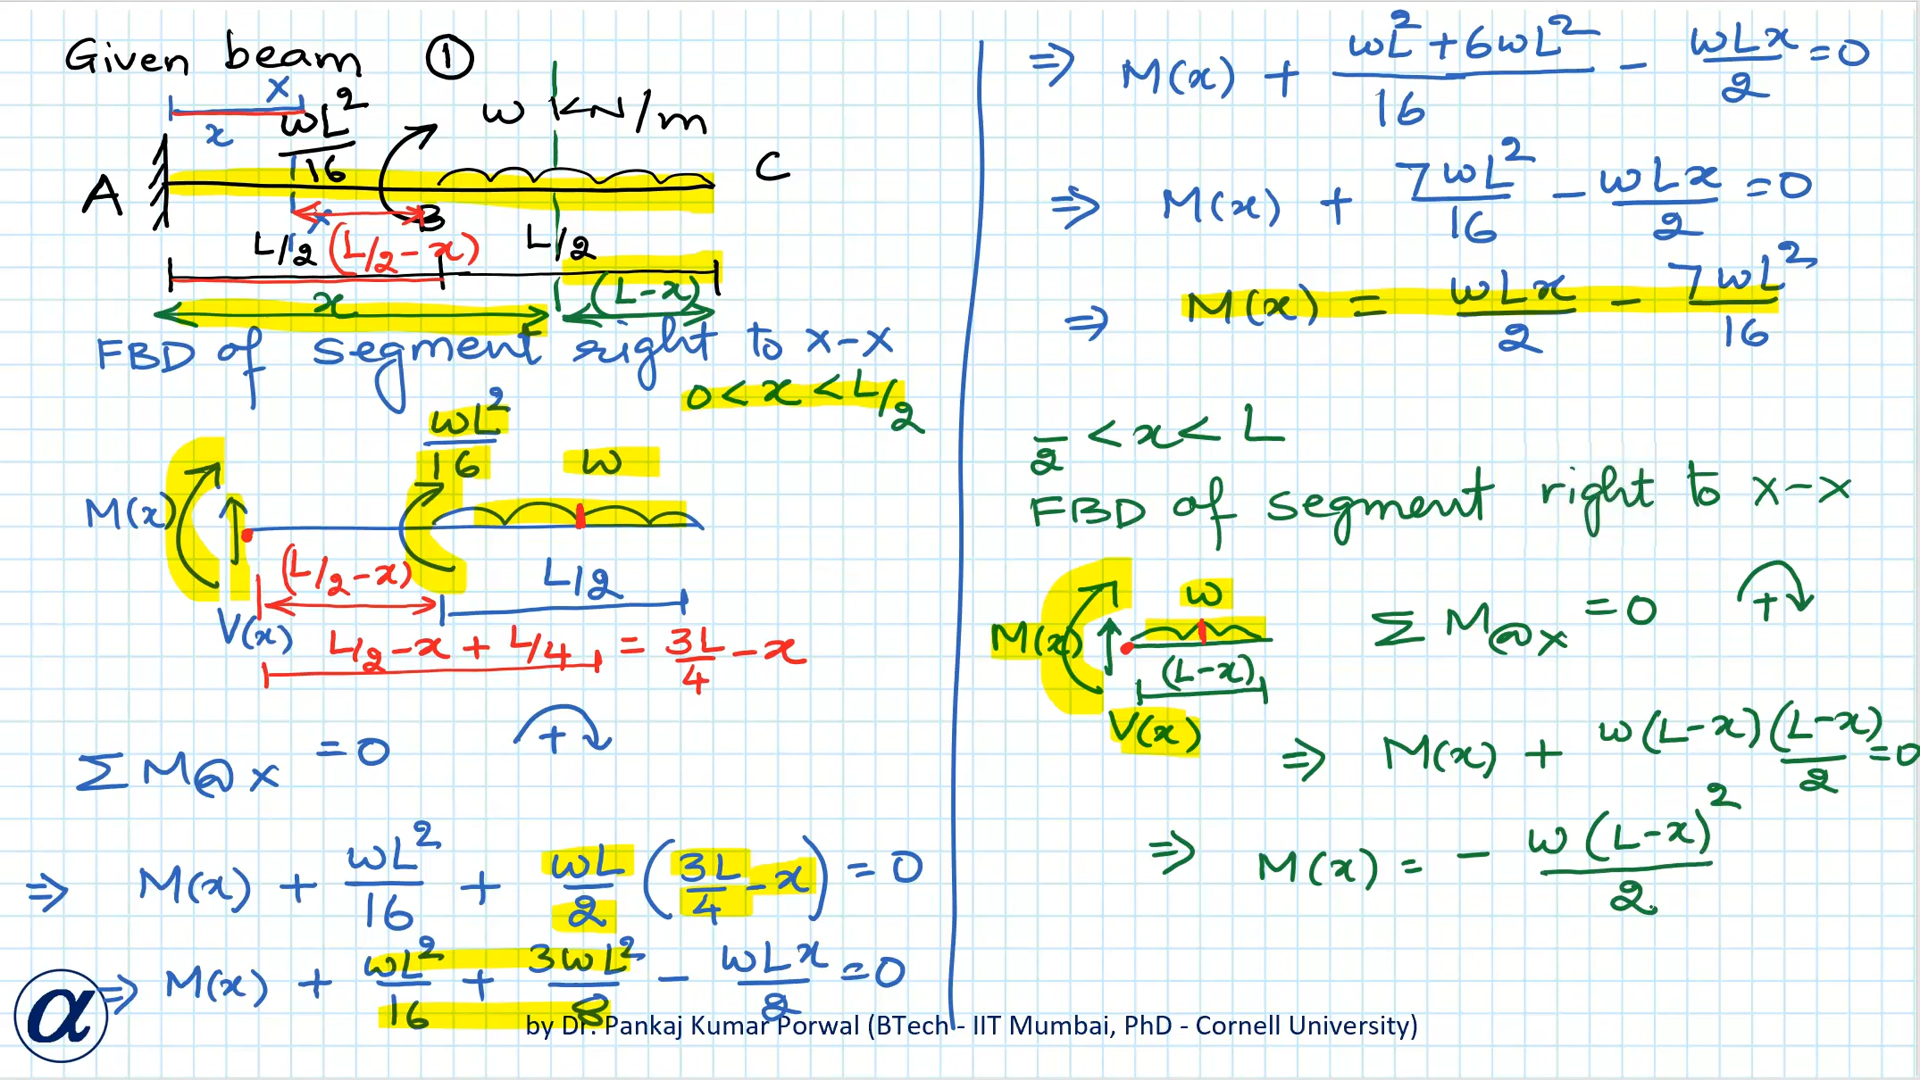 Given beam ①
x
x
wL²/16
w kN/m
A
C
x
B
L/2
(L/2-x)
L/2
x
(L-x)
FBD of segment right to x-x
0<x<L/2
wL²/16
w
M(x)
(L/2-x)
L/2
V(x)
L/2-x+L/4 = 3L/4-x
ΣM@x =0 +
⇒ M(x) + wL²/16 + wL/2 (3L/4-x) = 0
⇒ M(x) + wL²/16 + 3wL²/8 - wLx/2 =0
⇒ M(x) + wL²+6wL²/16 - wLx/2 =0
⇒ M(x) + 7wL²/16 - wLx/2 =0
⇒ M(x) = wLx/2 - 7wL²/16
/2 <x< L
FBD of segment right to x-x
w
M(x)
(L-x)
V(x)
ΣM@x =0 +
⇒ M(x) + w(L-x)(L-x)/2 =0
⇒ M(x) = - w(L-x)²/2
α
by Dr. Pankaj Kumar Porwal (BTech - IIT Mumbai, PhD - Cornell University)